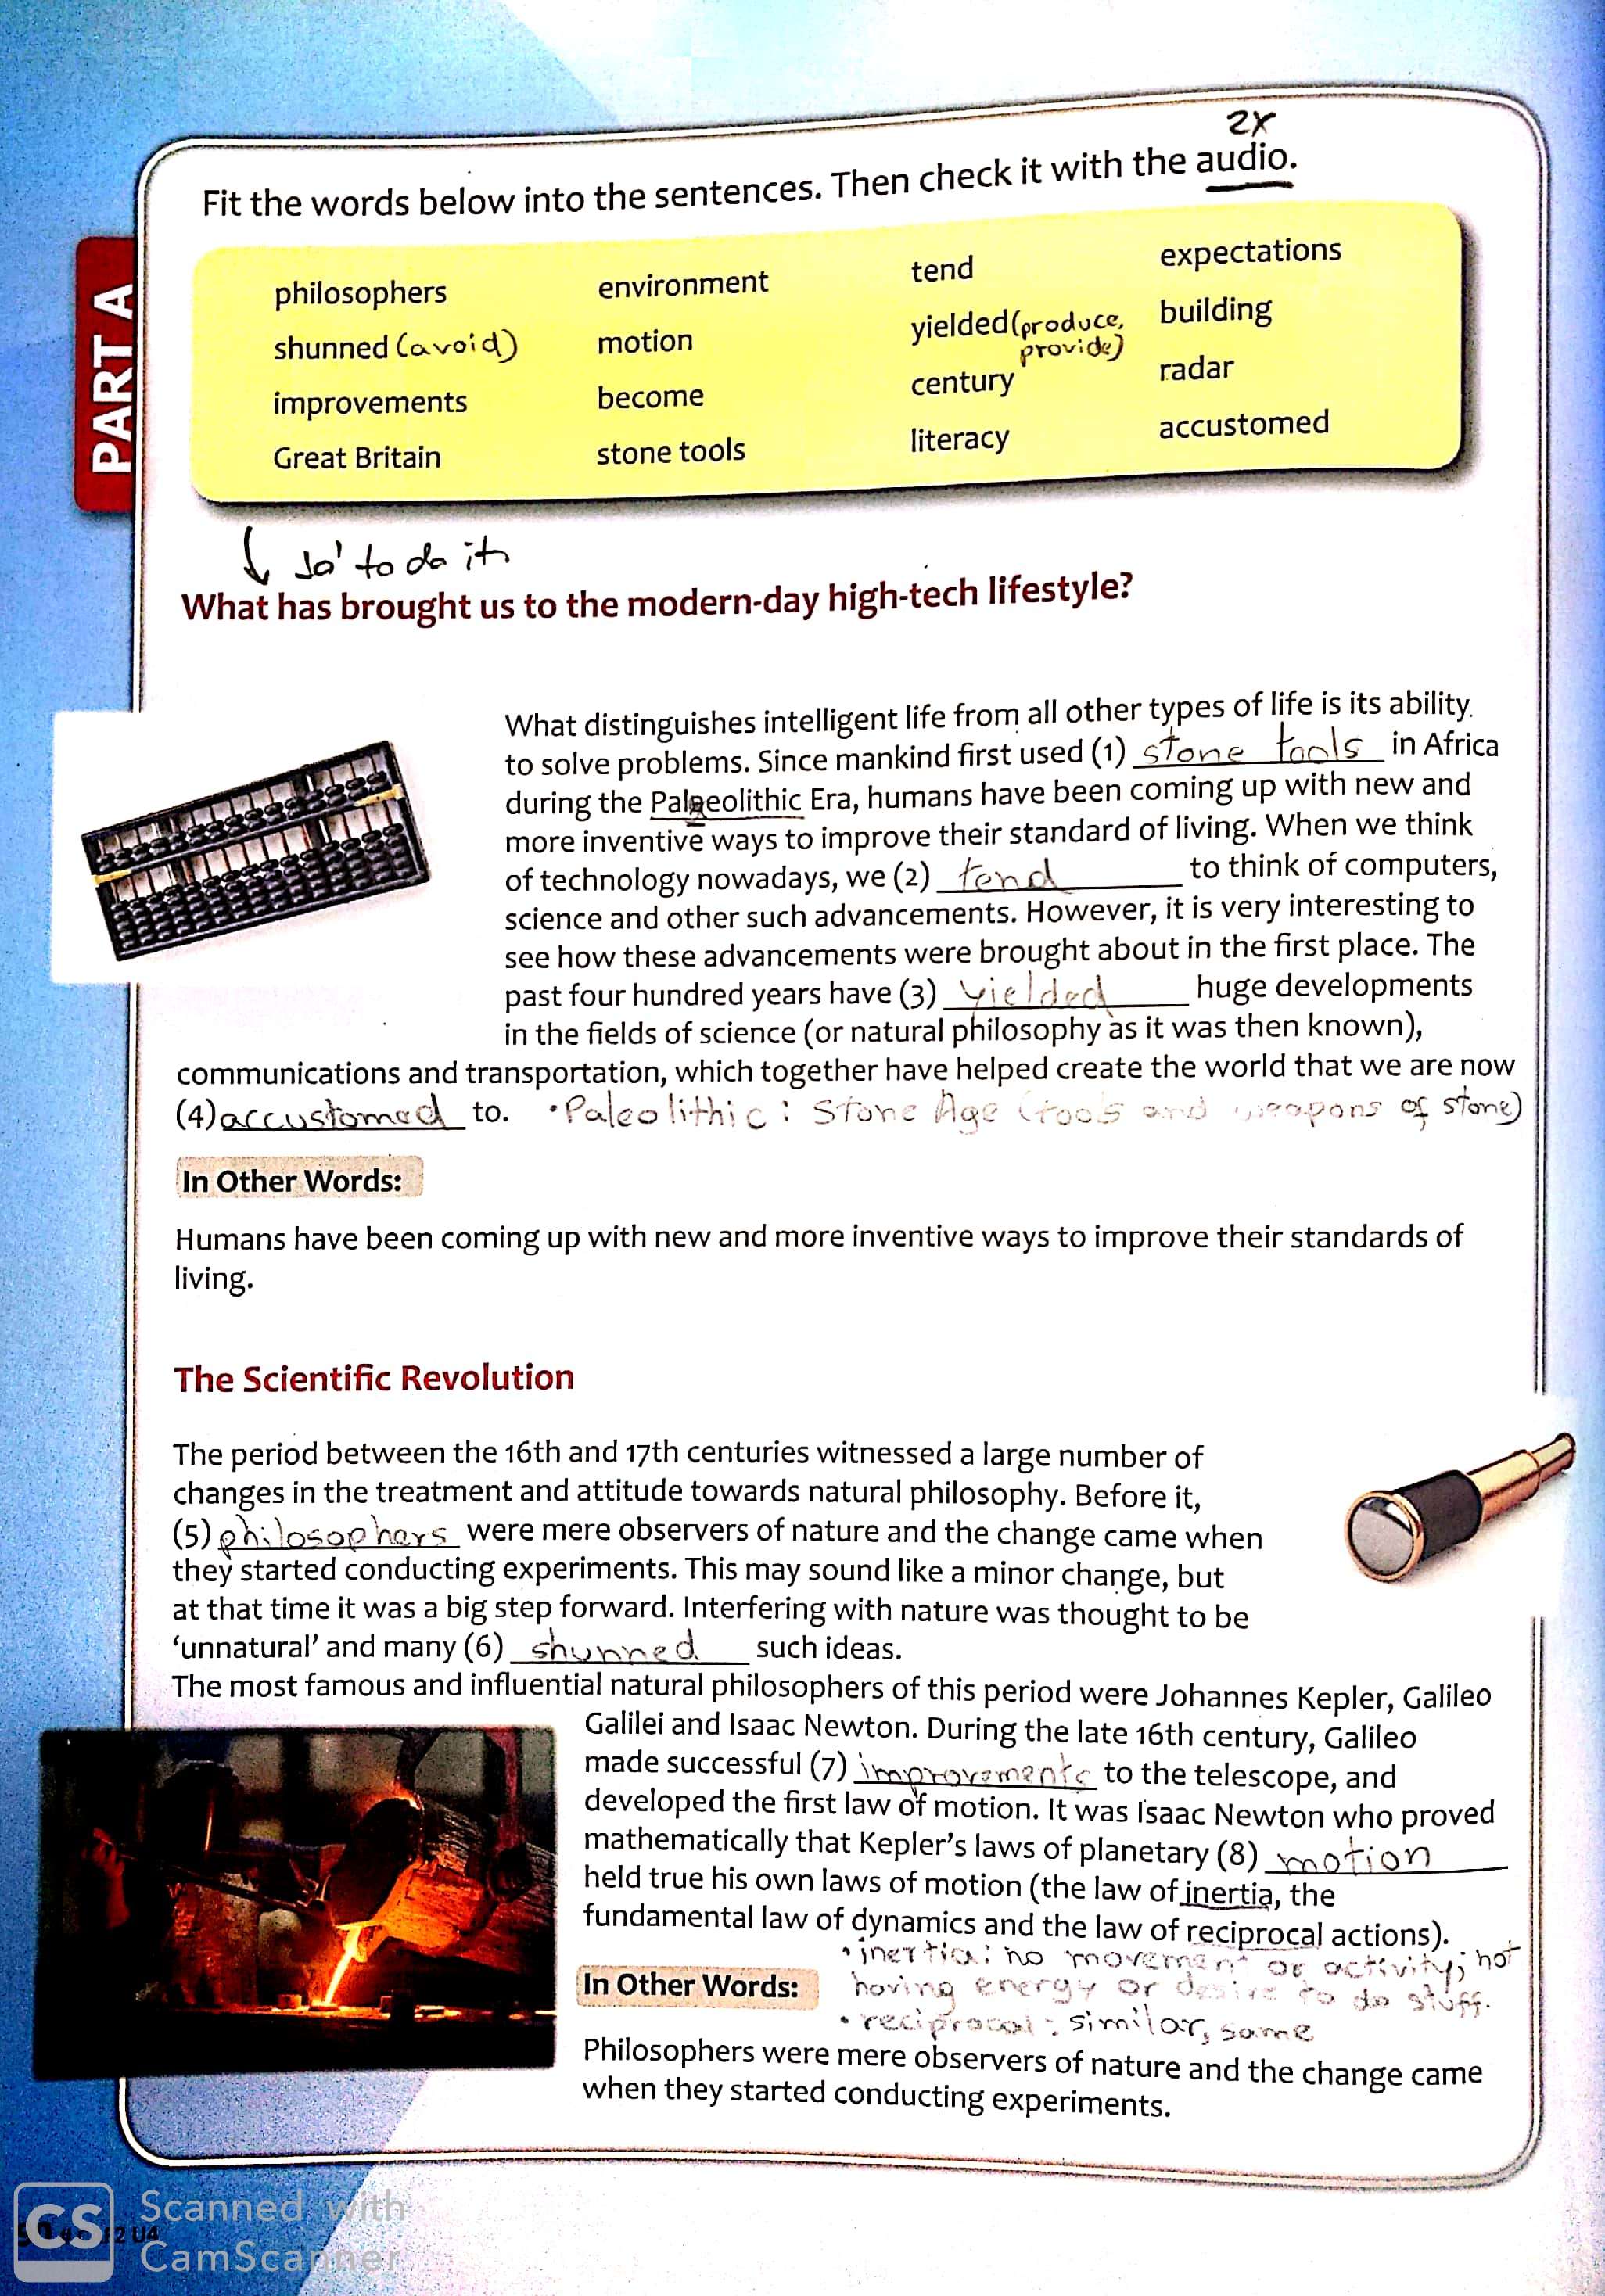 2x
Fit the words below into the sentences. Then check it with the audio.
PART A
philosophers environment tend expectations
shunned (avoid) motion yielded (produce, provide) building
improvements become century radar
Great Britain stone tools literacy accustomed
to do it
What has brought us to the modern-day high-tech lifestyle?
What distinguishes intelligent life from all other types of life is its ability
to solve problems. Since mankind first used (1) stone tools in Africa
during the Palaeolithic Era, humans have been coming up with new and
more inventive ways to improve their standard of living. When we think
of technology nowadays, we (2) tend to think of computers,
science and other such advancements. However, it is very interesting to
see how these advancements were brought about in the first place. The
past four hundred years have (3) yielded huge developments
in the fields of science (or natural philosophy as it was then known),
communications and transportation, which together have helped create the world that we are now
(4) accustomed to. • Paleolithic: Stone Age (tools and weapons of stone)
In Other Words:
Humans have been coming up with new and more inventive ways to improve their standards of
living.
The Scientific Revolution
The period between the 16th and 17th centuries witnessed a large number of
changes in the treatment and attitude towards natural philosophy. Before it,
(5) philosophers were mere observers of nature and the change came when
they started conducting experiments. This may sound like a minor change, but
at that time it was a big step forward. Interfering with nature was thought to be
‘unnatural’ and many (6) shunned such ideas.
The most famous and influential natural philosophers of this period were Johannes Kepler, Galileo
Galilei and Isaac Newton. During the late 16th century, Galileo
made successful (7) improvements to the telescope, and
developed the first law of motion. It was Isaac Newton who proved
mathematically that Kepler’s laws of planetary (8) motion
held true his own laws of motion (the law of inertia, the
fundamental law of dynamics and the law of reciprocal actions).
• inertia: no movement or activity; not
having energy or desire to do stuff.
• reciprocal: similar, same
In Other Words:
Philosophers were mere observers of nature and the change came
when they started conducting experiments.
U4
CS Scanned with
CamScanner